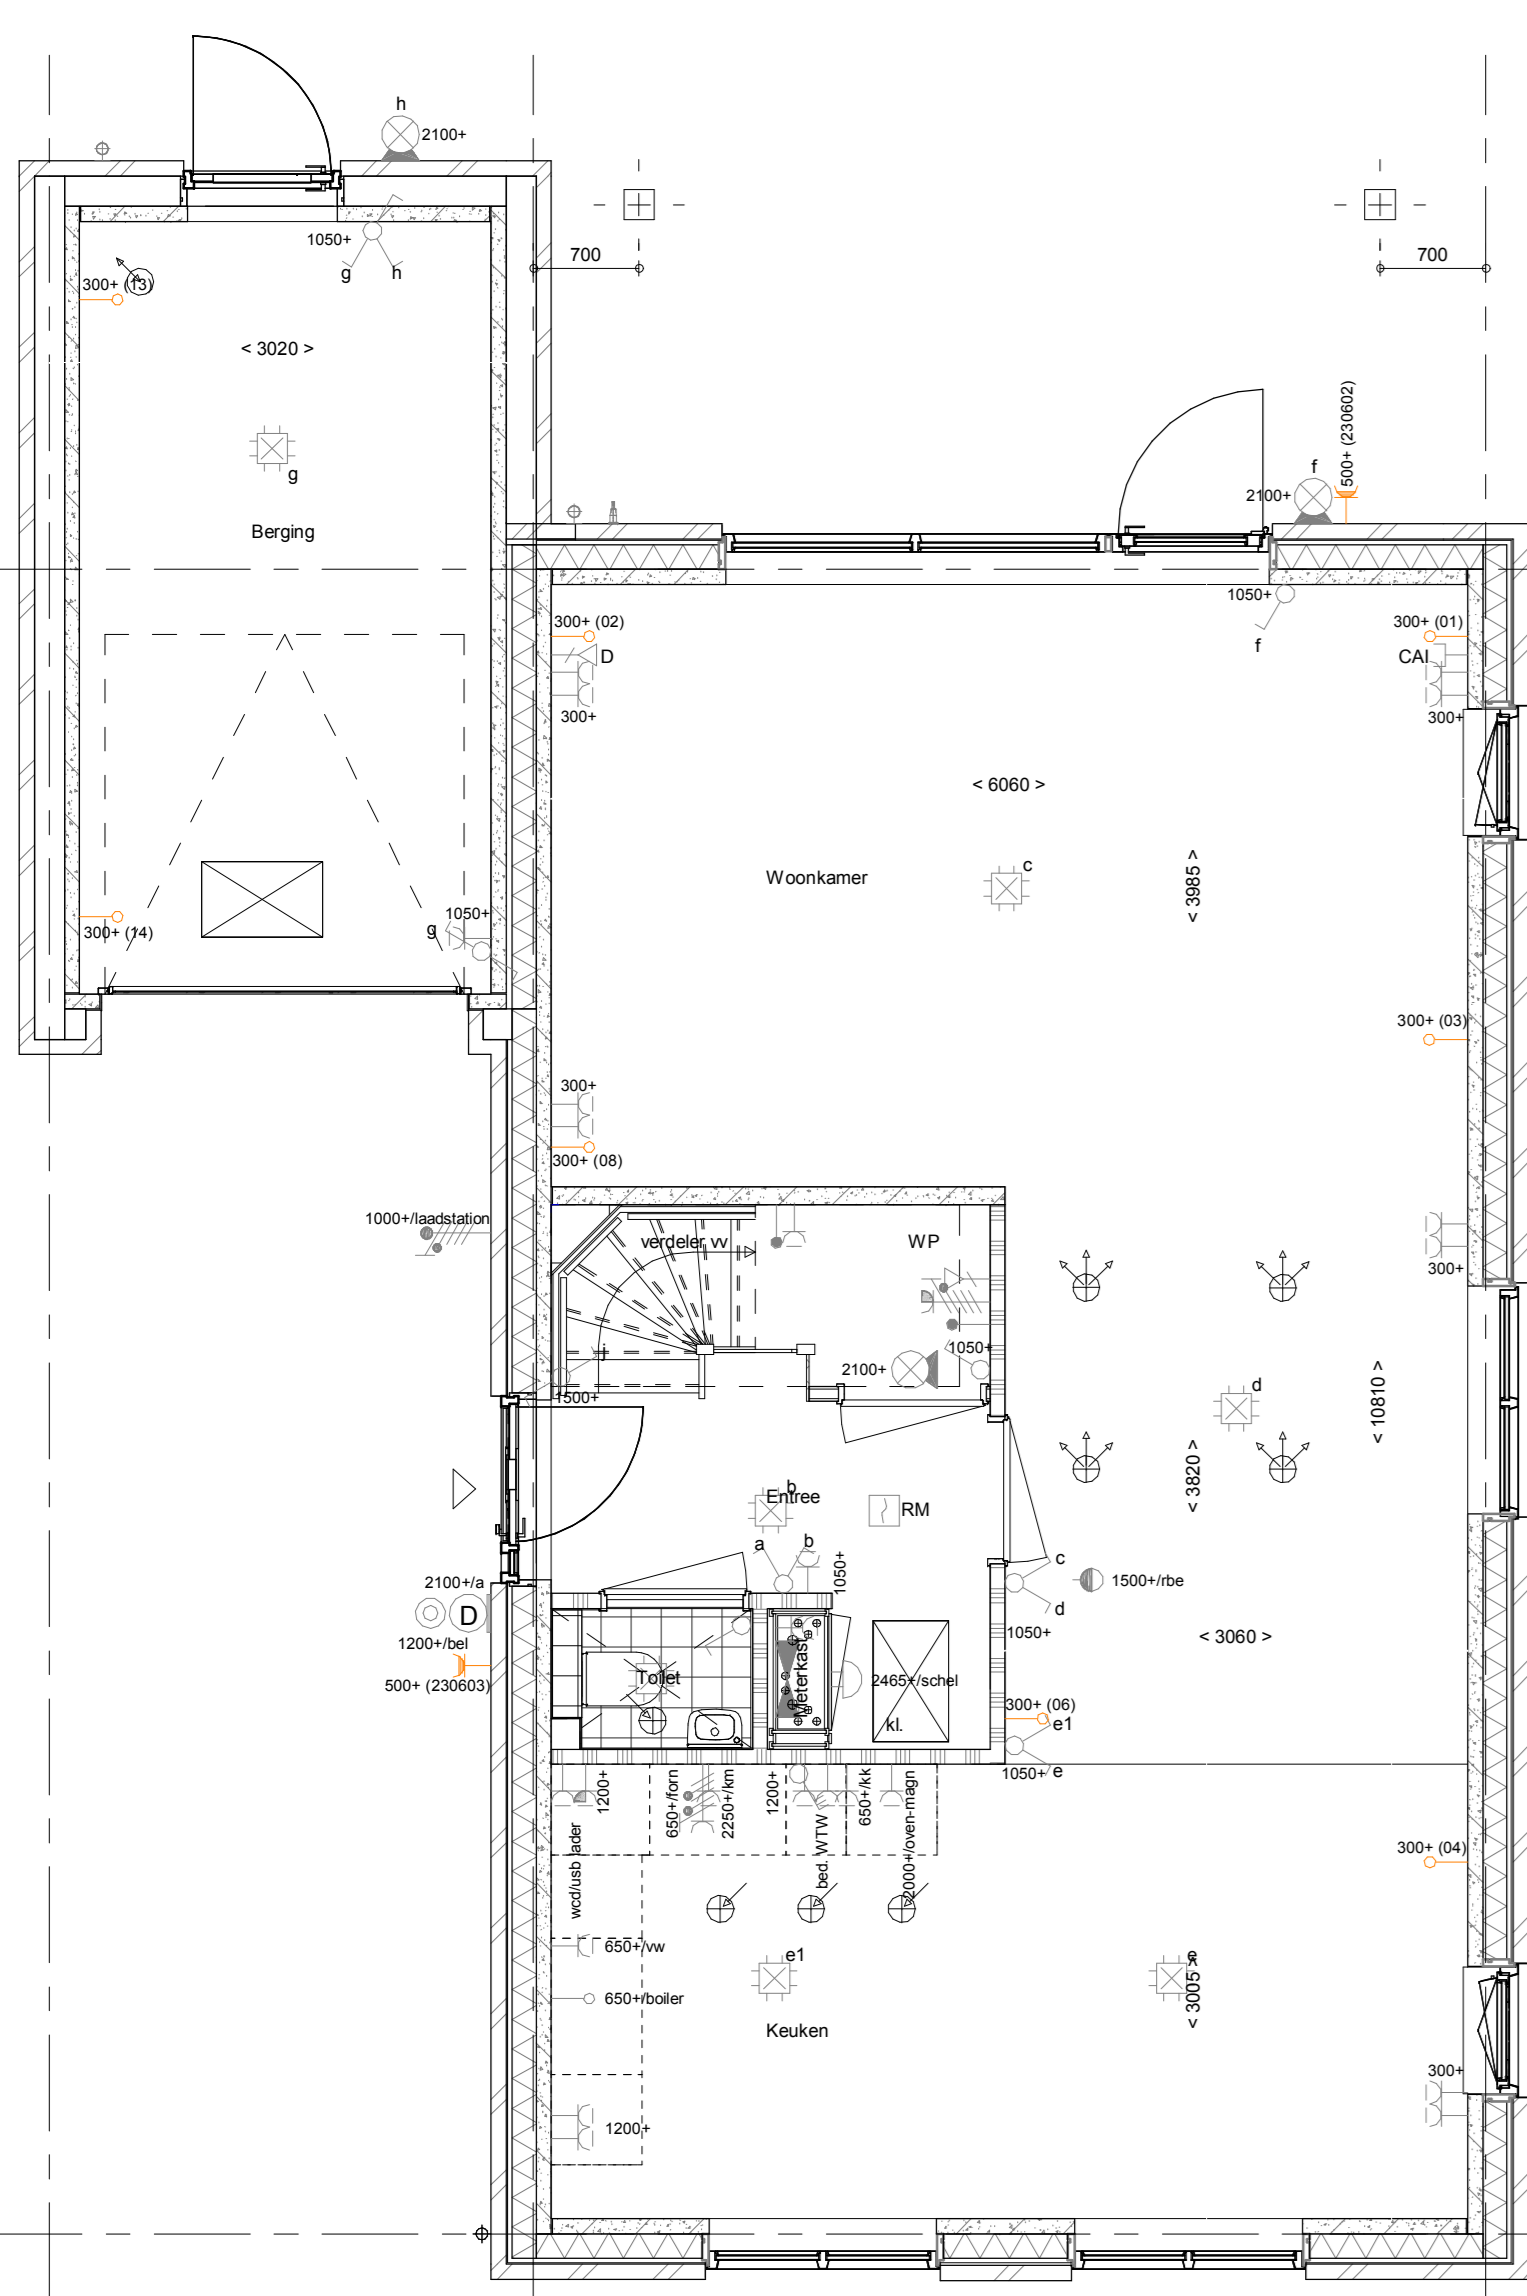 h
2100+
1050+
g
h
700
700
300+ (13)
< 3020 >
g
Berging
500+ (230602)
f
2100+
1050+
f
300+ (02)
D
300+
300+ (01)
CAI
300+
< 6060 >
Woonkamer
c
< 3985 >
1050+
g
300+ (14)
300+ (03)
300+
300+ (08)
1000+/laadstation
verdeler vv
WP
300+
j
1500+
2100+
1050+
d
< 10810 >
< 3820 >
b
Entree
RM
a
b
1050+
c
d
1050+
1500+/rbe
2100+/a
D
1200+/bel
500+ (230603)
Toilet
Meterkast
2465+/schel
kl.
< 3060 >
300+ (06)
e1
1050+
e
1200+
650+/forn
2250+/km
1200+
650+/kk
2000+/oven-magn
bed. WTW
wcd/usb lader
300+ (04)
650+/vw
650+/boiler
e1
e
< 3005 >
Keuken
300+
1200+